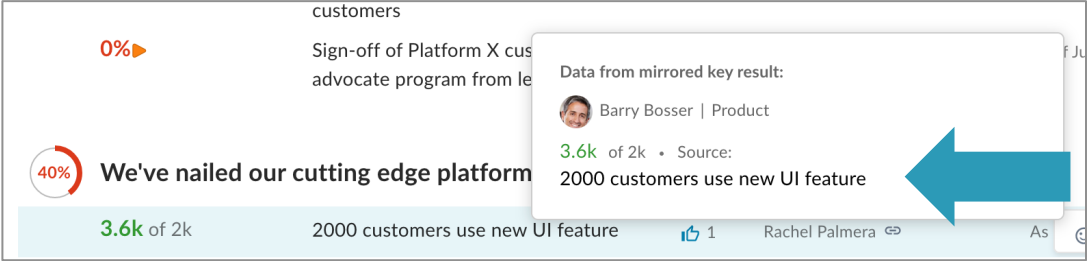 customers
0%
Sign-off of Platform X cus
advocate program from le
Data from mirrored key result:
Barry Bosser | Product
3.6k of 2k • Source:
2000 customers use new UI feature
40%
We've nailed our cutting edge platform
3.6k of 2k
2000 customers use new UI feature
1
Rachel Palmera
As